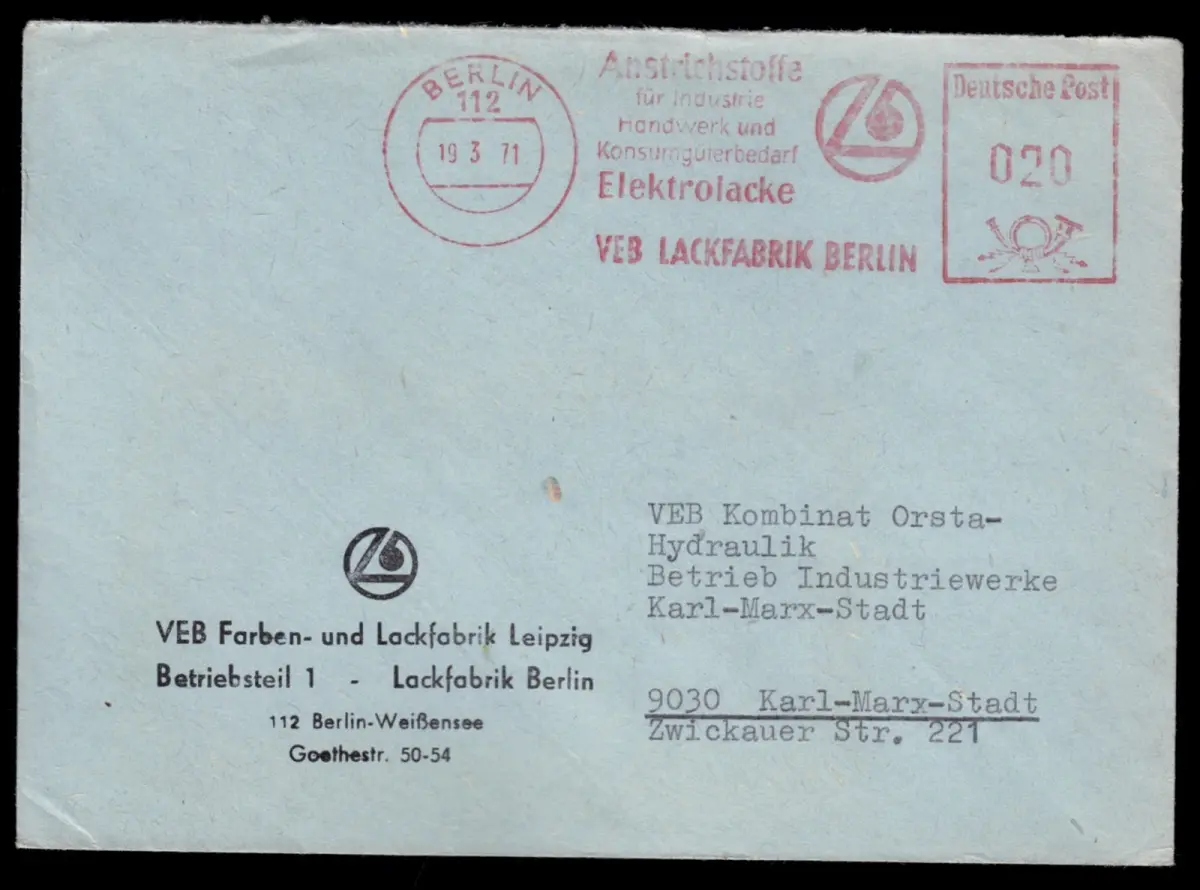 BERLIN
112
19 3 71
Anstrichstoffe
für Industrie
Handwerk und
Konsumgüterbedarf
Elektrolacke
VEB LACKFABRIK BERLIN
Deutsche Post
020
VEB Farben- und Lackfabrik Leipzig
Betriebsteil 1 - Lackfabrik Berlin
112 Berlin-Weißensee
Goethestr. 50-54
VEB Kombinat Orsta-
Hydraulik
Betrieb Industriewerke
Karl-Marx-Stadt
9030 Karl-Marx-Stadt
Zwickauer Str. 221